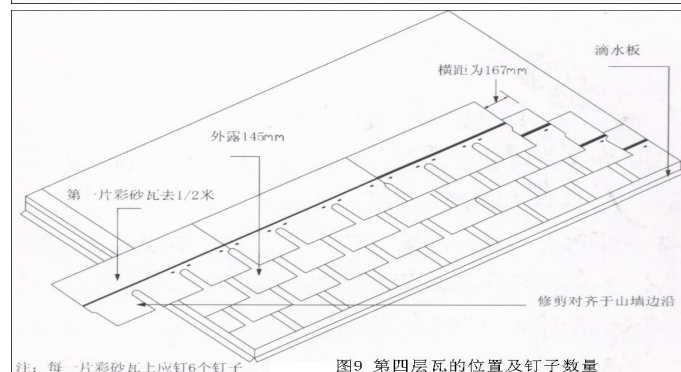 滴水板
横距为167mm
外露145mm
第一片彩砂瓦去1/2米
修剪对齐于山墙边沿
注：每一片彩砂瓦上应钉6个钉子
图9 第四层瓦的位置及钉子数量